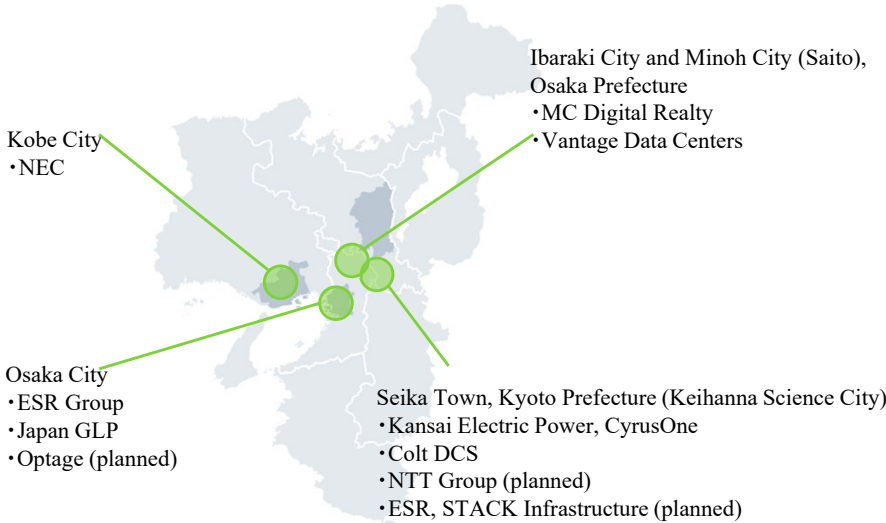 Ibaraki City and Minoh City (Saito),
Osaka Prefecture
・MC Digital Realty
・Vantage Data Centers
Kobe City
・NEC
Osaka City
・ESR Group
・Japan GLP
・Optage (planned)
Seika Town, Kyoto Prefecture (Keihanna Science City)
・Kansai Electric Power, CyrusOne
・Colt DCS
・NTT Group (planned)
・ESR, STACK Infrastructure (planned)